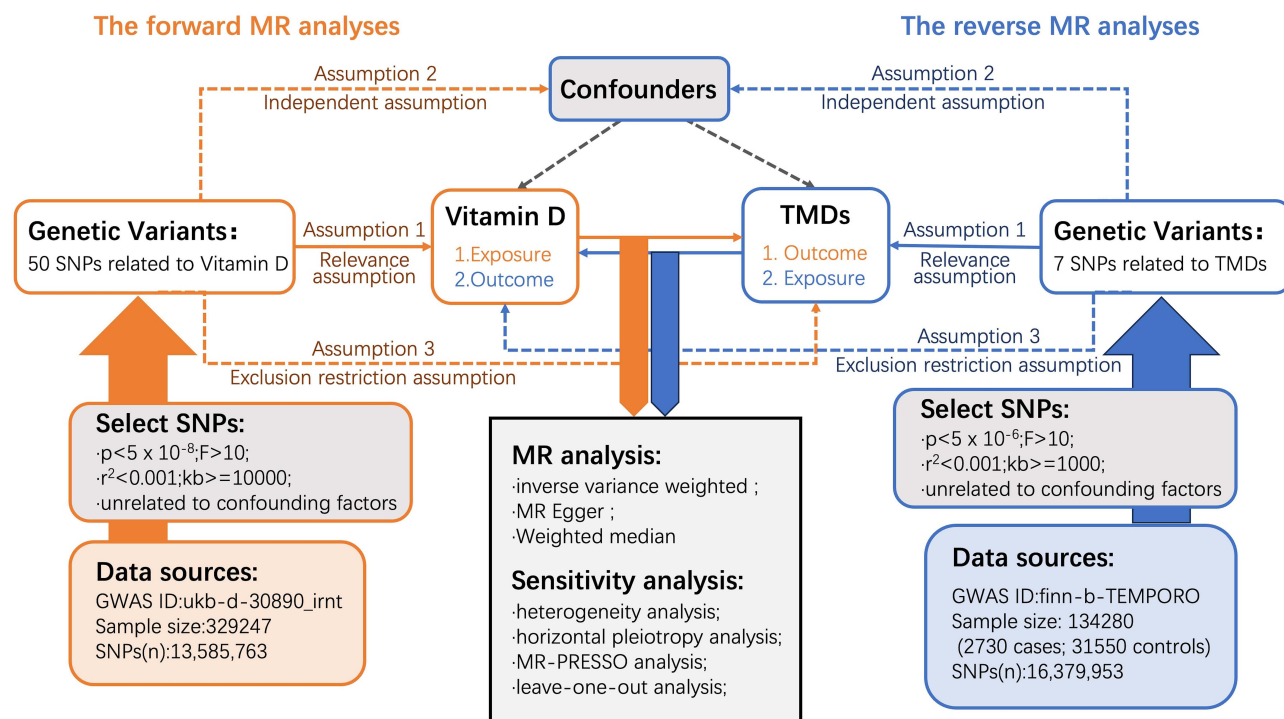 The forward MR analyses
The reverse MR analyses
Assumption 2
Independent assumption
Confounders
Assumption 2
Independent assumption
Genetic Variants:
50 SNPs related to Vitamin D
Assumption 1
Relevance
assumption
Vitamin D
1.Exposure
2.Outcome
TMDs
1. Outcome
2. Exposure
Assumption 1
Relevance
assumption
Genetic Variants:
7 SNPs related to TMDs
Assumption 3
Exclusion restriction assumption
Assumption 3
Exclusion restriction assumption
Select SNPs:
·p<5 x 10⁻⁸;F>10;
·r²<0.001;kb>=10000;
·unrelated to confounding factors
Data sources:
GWAS ID:ukb-d-30890_irnt
Sample size:329247
SNPs(n):13,585,763
MR analysis:
·inverse variance weighted ;
·MR Egger ;
·Weighted median
Sensitivity analysis:
·heterogeneity analysis;
·horizontal pleiotropy analysis;
·MR-PRESSO analysis;
·leave-one-out analysis;
Select SNPs:
·p<5 x 10⁻⁶;F>10;
·r²<0.001;kb>=1000;
·unrelated to confounding factors
Data sources:
GWAS ID:finn-b-TEMPORO
Sample size: 134280
(2730 cases; 31550 controls)
SNPs(n):16,379,953